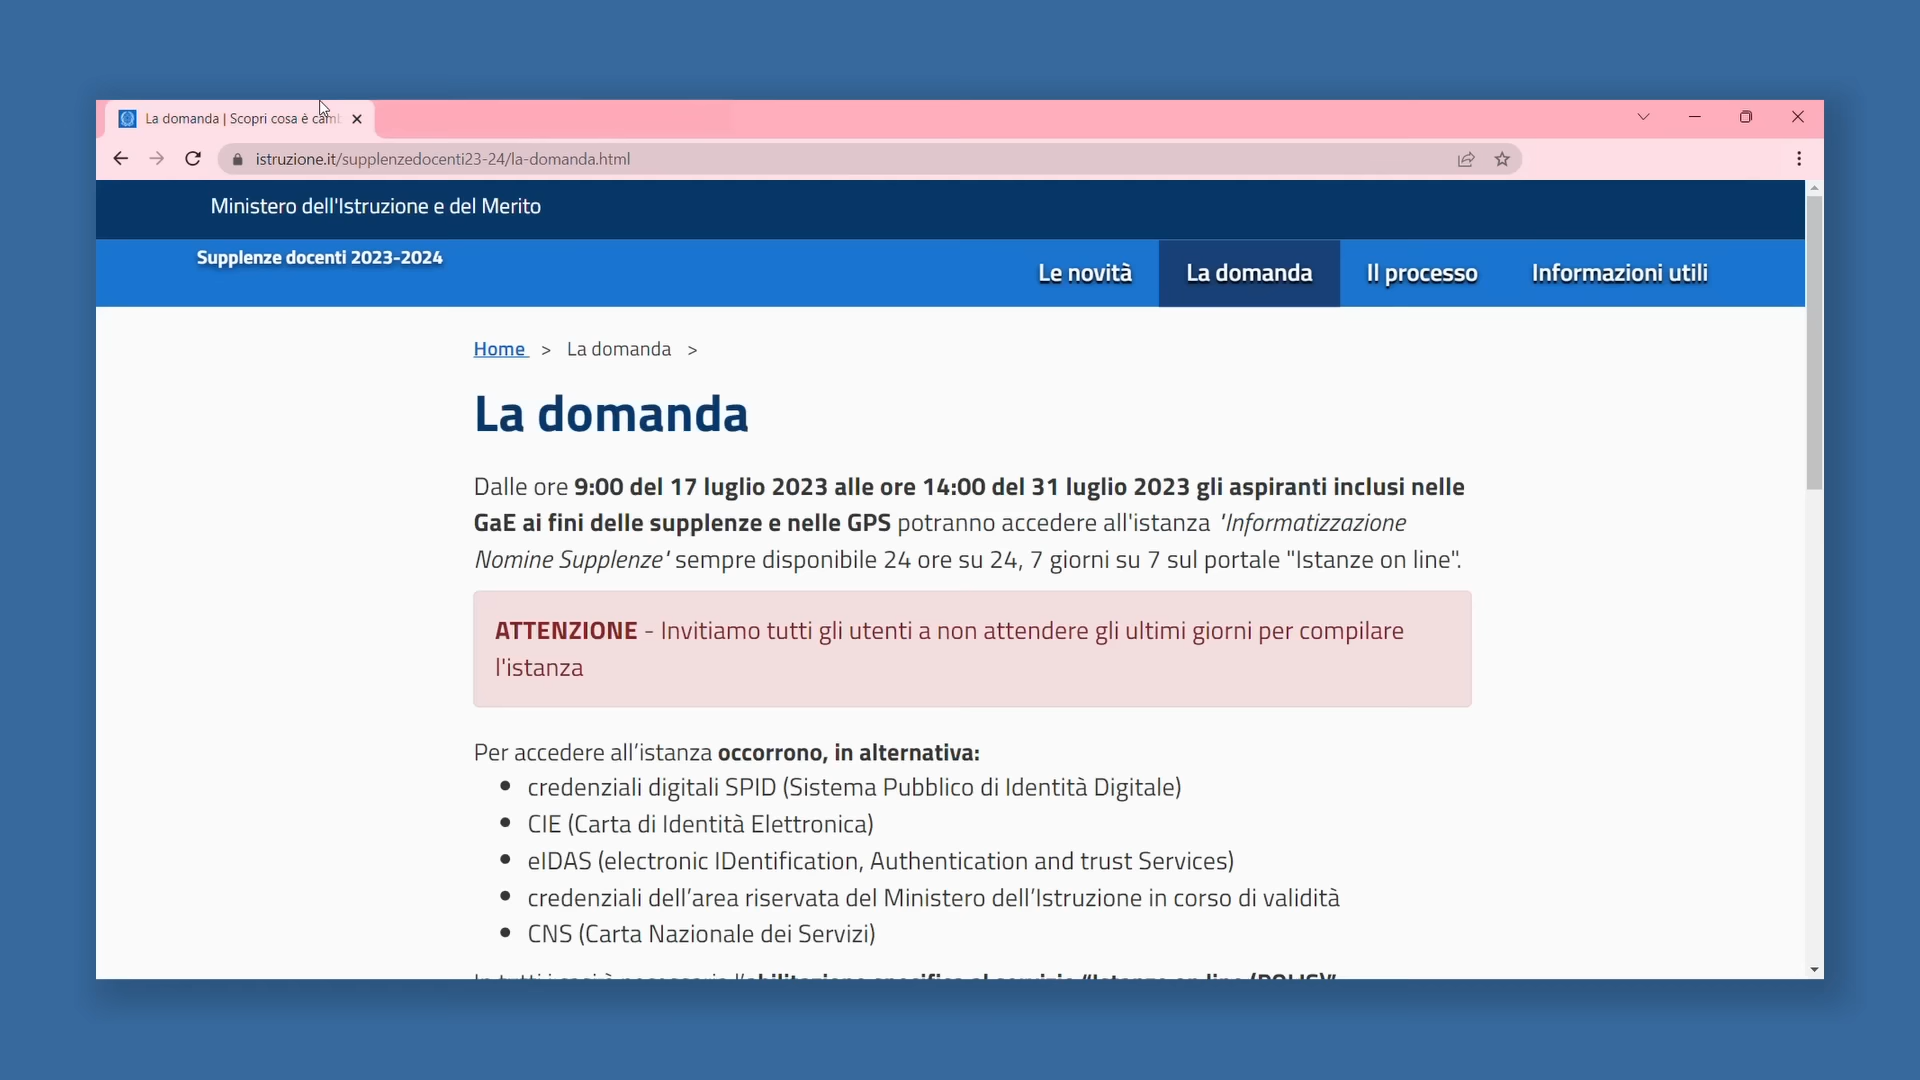 La domanda | Scopri cosa è camb
istruzione.it/supplenzedocenti23-24/la-domanda.html
Ministero dell'Istruzione e del Merito
Supplenze docenti 2023-2024
Le novità La domanda Il processo Informazioni utili
Home > La domanda >
La domanda
Dalle ore 9:00 del 17 luglio 2023 alle ore 14:00 del 31 luglio 2023 gli aspiranti inclusi nelle
GaE ai fini delle supplenze e nelle GPS potranno accedere all'istanza 'Informatizzazione
Nomine Supplenze' sempre disponibile 24 ore su 24, 7 giorni su 7 sul portale "Istanze on line".
ATTENZIONE - Invitiamo tutti gli utenti a non attendere gli ultimi giorni per compilare
l'istanza
Per accedere all’istanza occorrono, in alternativa:
• credenziali digitali SPID (Sistema Pubblico di Identità Digitale)
• CIE (Carta di Identità Elettronica)
• eIDAS (electronic IDentification, Authentication and trust Services)
• credenziali dell’area riservata del Ministero dell’Istruzione in corso di validità
• CNS (Carta Nazionale dei Servizi)